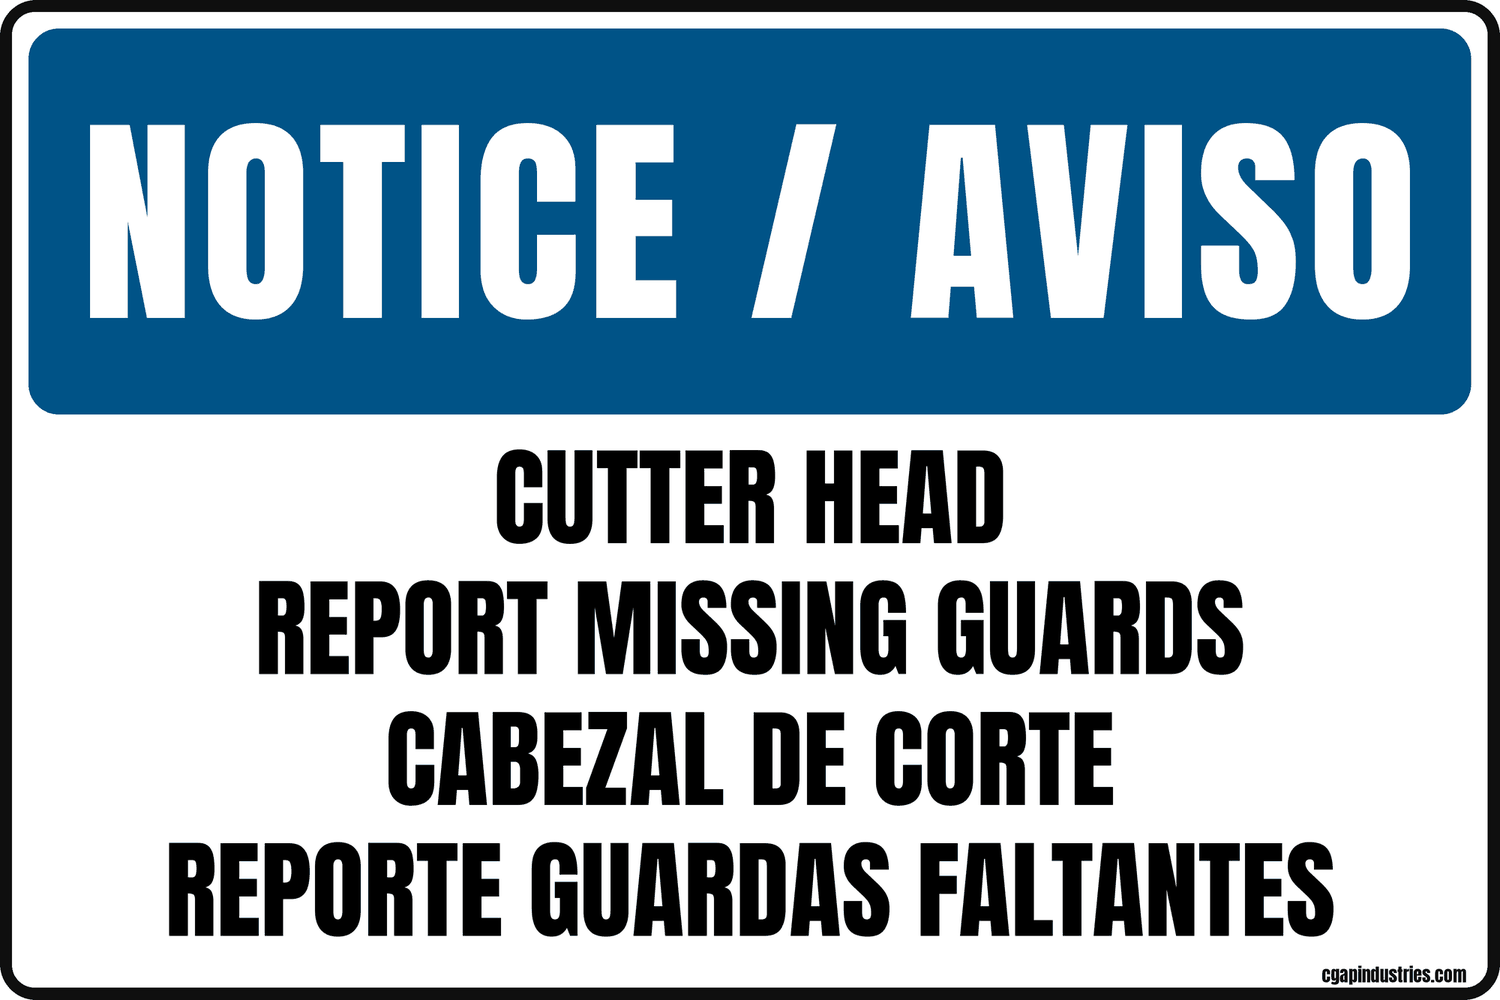 NOTICE / AVISO
CUTTER HEAD
REPORT MISSING GUARDS
CABEZAL DE CORTE
REPORTE GUARDAS FALTANTES
cgapindustries.com